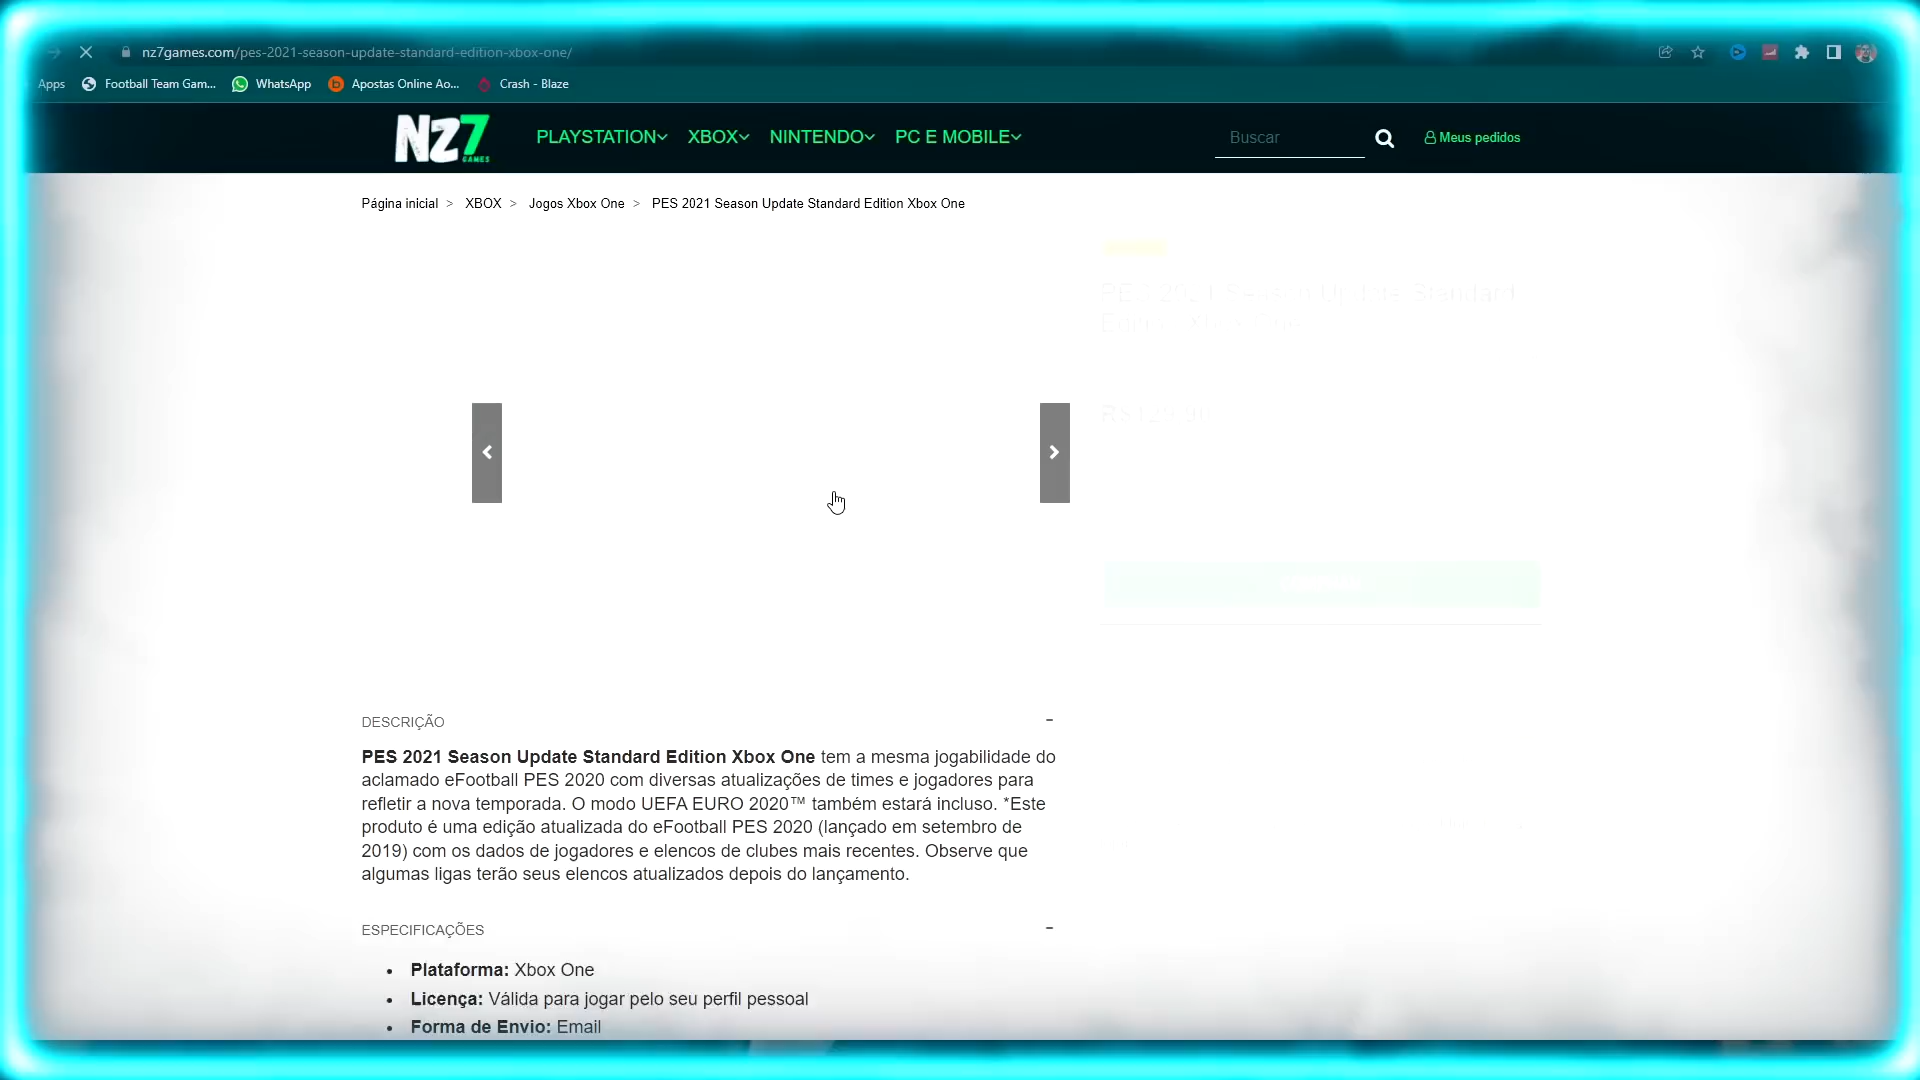 nz7games.com/pes-2021-season-update-standard-edition-xbox-one/
Apps Football Team Gam... WhatsApp Apostas Online Ao... Crash - Blaze
NZ7 GAMES PLAYSTATION XBOX NINTENDO PC E MOBILE Buscar Meus pedidos
Página inicial > XBOX > Jogos Xbox One > PES 2021 Season Update Standard Edition Xbox One
PES 2021 Season Update Standard
DESCRIÇÃO
PES 2021 Season Update Standard Edition Xbox One tem a mesma jogabilidade do
aclamado eFootball PES 2020 com diversas atualizações de times e jogadores para
refletir a nova temporada. O modo UEFA EURO 2020™ também estará incluso. *Este
produto é uma edição atualizada do eFootball PES 2020 (lançado em setembro de
2019) com os dados de jogadores e elencos de clubes mais recentes. Observe que
algumas ligas terão seus elencos atualizados depois do lançamento.
ESPECIFICAÇÕES
• Plataforma: Xbox One
• Licença: Válida para jogar pelo seu perfil pessoal
• Forma de Envio: Email